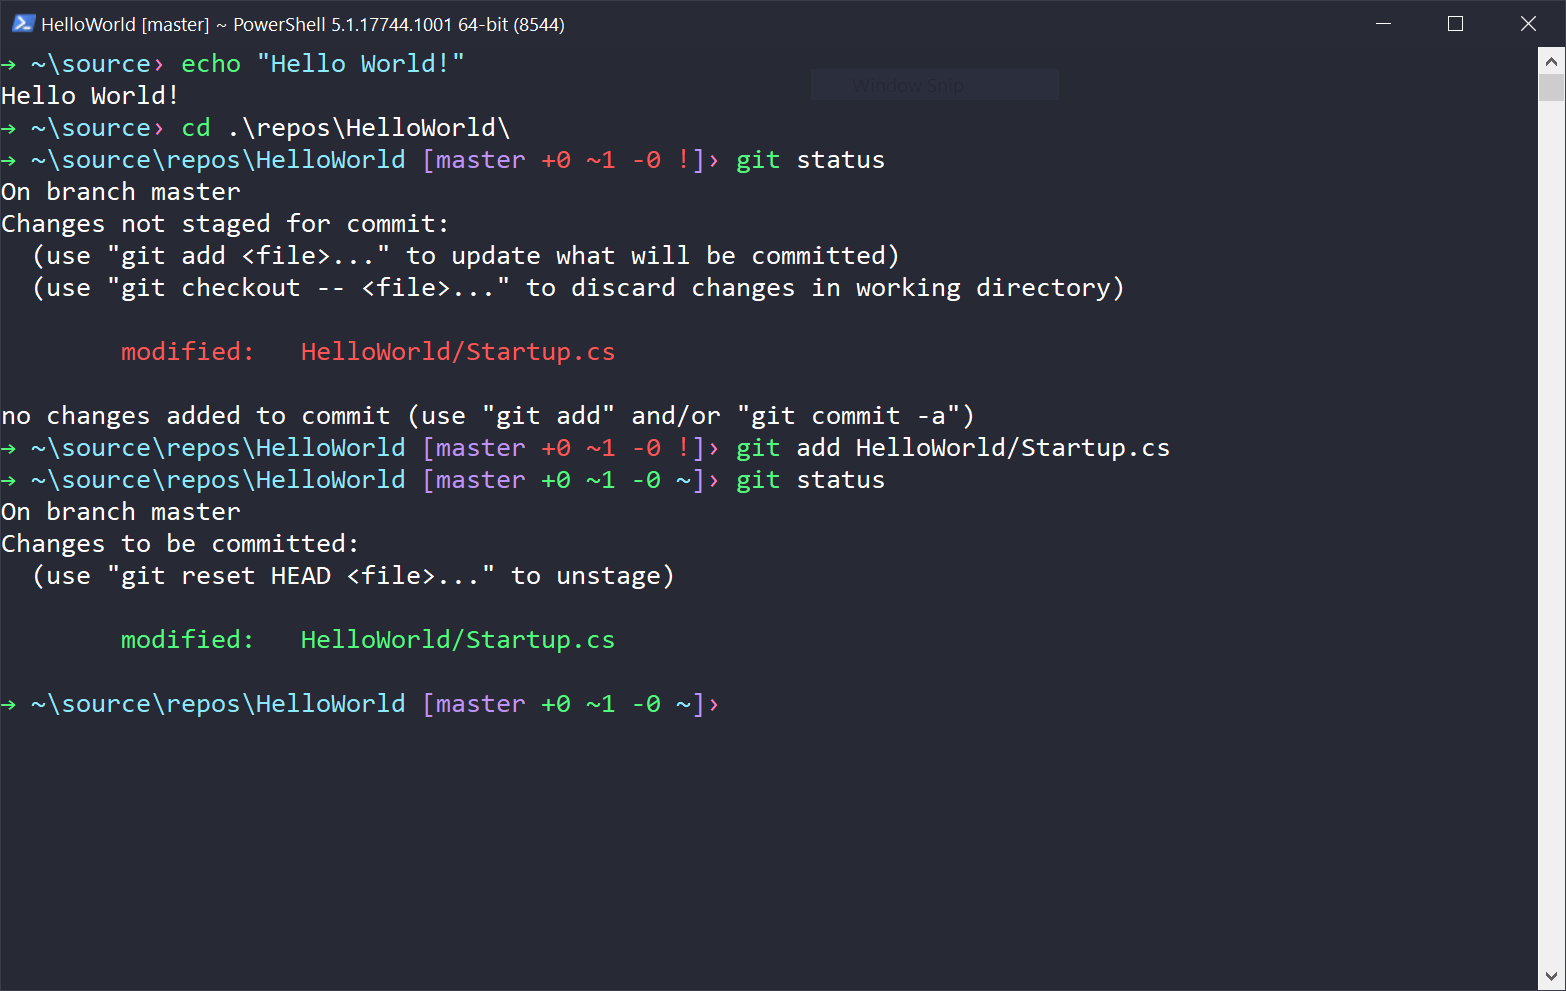 HelloWorld [master] ~ PowerShell 5.1.17744.1001 64-bit (8544)
→ ~\source› echo "Hello World!"
Window Snip
Hello World!
→ ~\source› cd .\repos\HelloWorld\
→ ~\source\repos\HelloWorld [master +0 ~1 -0 !]› git status
On branch master
Changes not staged for commit:
  (use "git add <file>..." to update what will be committed)
  (use "git checkout -- <file>..." to discard changes in working directory)
        modified:   HelloWorld/Startup.cs
no changes added to commit (use "git add" and/or "git commit -a")
→ ~\source\repos\HelloWorld [master +0 ~1 -0 !]› git add HelloWorld/Startup.cs
→ ~\source\repos\HelloWorld [master +0 ~1 -0 ~]› git status
On branch master
Changes to be committed:
  (use "git reset HEAD <file>..." to unstage)
        modified:   HelloWorld/Startup.cs
→ ~\source\repos\HelloWorld [master +0 ~1 -0 ~]›